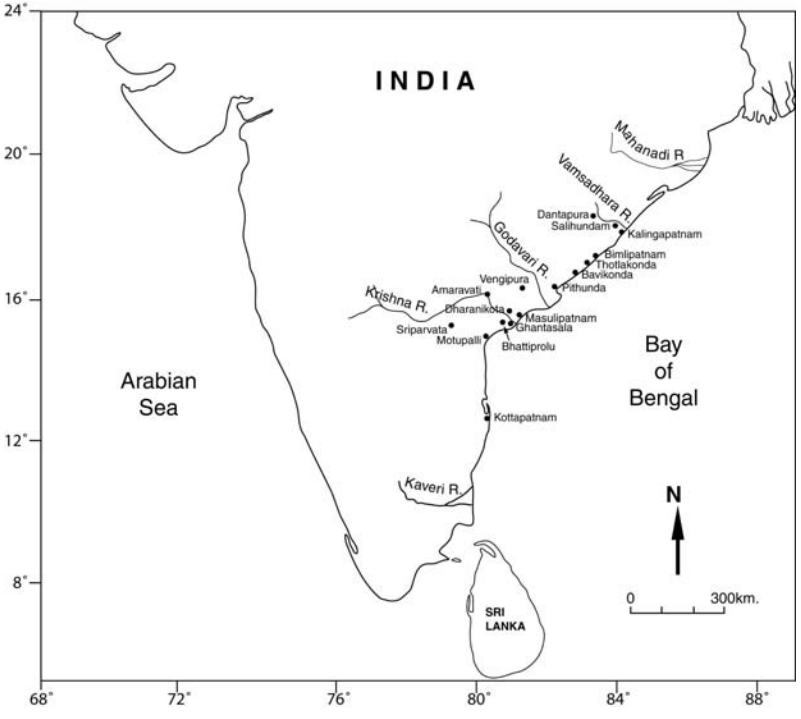 24°
20°
16°
12°
8°
68°
72°
76°
80°
84°
88°
INDIA
Mahanadi R
Vamsadhara R.
Dantapura
Salihundam
Kalingapatnam
Godavari R.
Bimlipatnam
Thotlakonda
Bavikonda
Pithunda
Vengipura
Amaravati
Krishna R.
Dharanikota
Masulipatnam
Ghantasala
Sriparvata
Motupalli
Bhattiprolu
Arabian
Sea
Bay
of
Bengal
Kottapatnam
Kaveri R.
N
0
300km.
SRI
LANKA